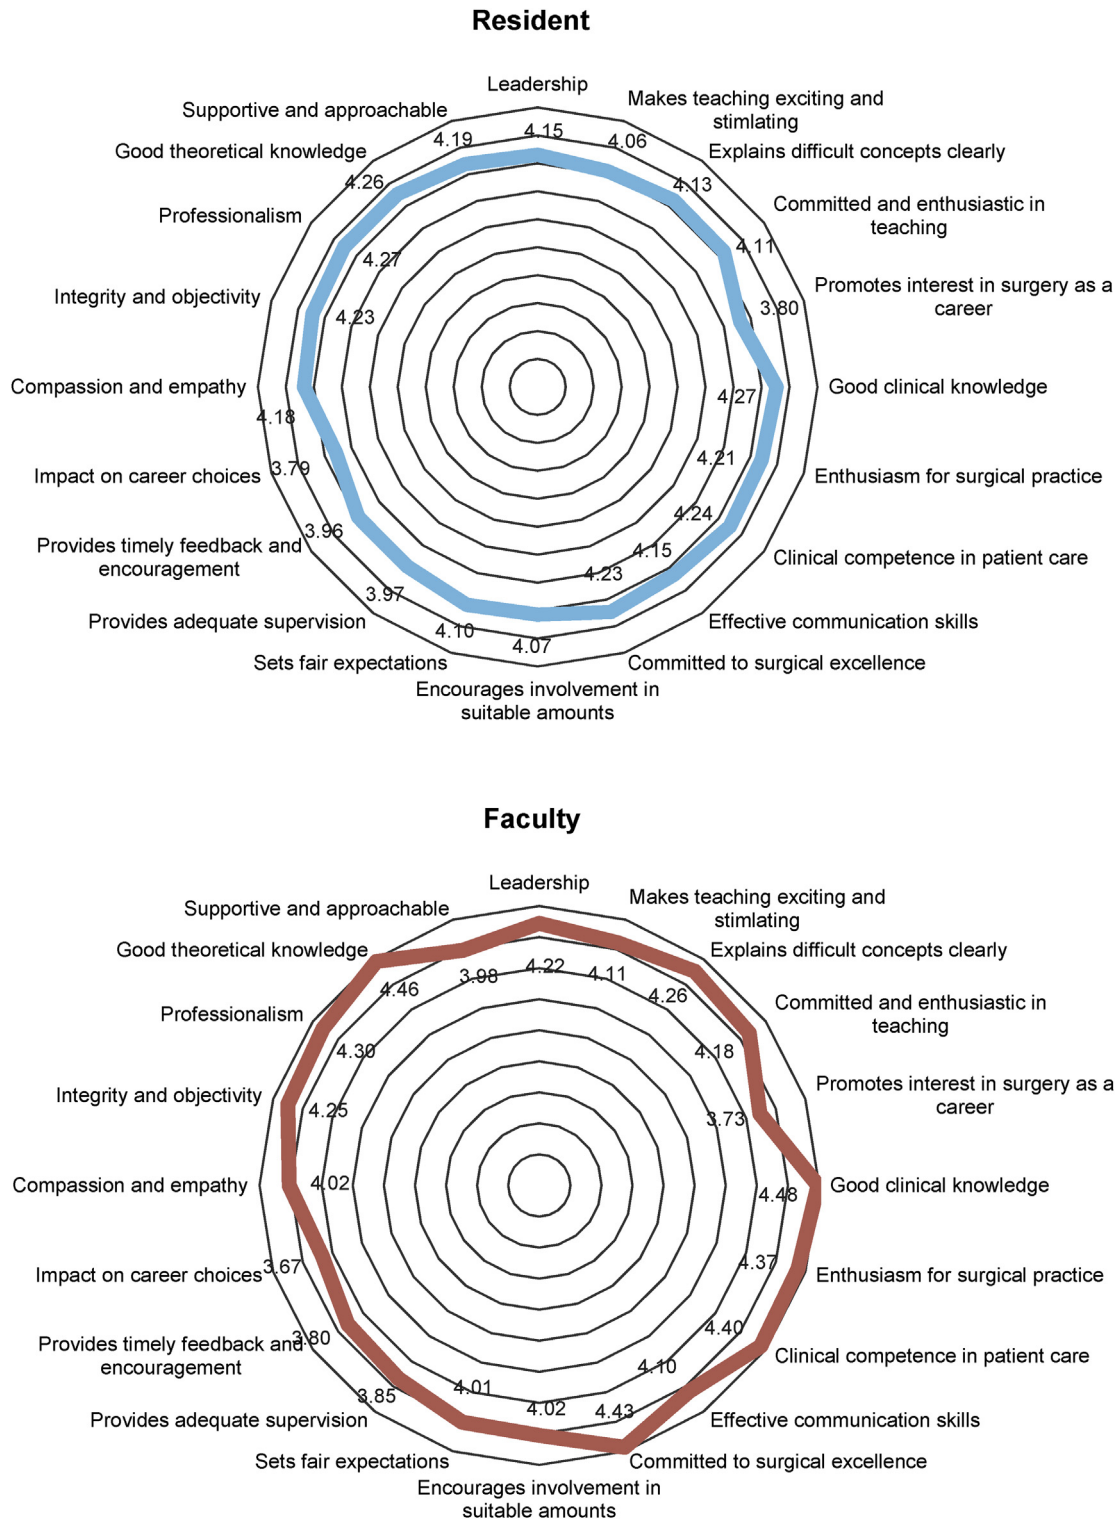 Resident
Leadership
Supportive and approachable
Makes teaching exciting and
stimlating
Good theoretical knowledge
Explains difficult concepts clearly
Professionalism
Committed and enthusiastic in
teaching
Integrity and objectivity
Promotes interest in surgery as a
career
Compassion and empathy
Good clinical knowledge
Impact on career choices
Enthusiasm for surgical practice
Provides timely feedback and
encouragement
Clinical competence in patient care
Provides adequate supervision
Effective communication skills
Sets fair expectations
Committed to surgical excellence
Encourages involvement in
suitable amounts
4.15
4.06
4.13
4.11
3.80
4.27
4.21
4.24
4.15
4.23
4.07
4.10
3.97
3.96
3.79
4.18
4.23
4.27
4.26
4.19
Faculty
Leadership
Supportive and approachable
Makes teaching exciting and
stimlating
Good theoretical knowledge
Explains difficult concepts clearly
Professionalism
Committed and enthusiastic in
teaching
Integrity and objectivity
Promotes interest in surgery as a
career
Compassion and empathy
Good clinical knowledge
Impact on career choices
Enthusiasm for surgical practice
Provides timely feedback and
encouragement
Clinical competence in patient care
Provides adequate supervision
Effective communication skills
Sets fair expectations
Committed to surgical excellence
Encourages involvement in
suitable amounts
4.22
4.11
4.26
4.18
3.73
4.48
4.37
4.40
4.10
4.43
4.02
4.01
3.85
3.80
3.67
4.02
4.25
4.30
4.46
3.98